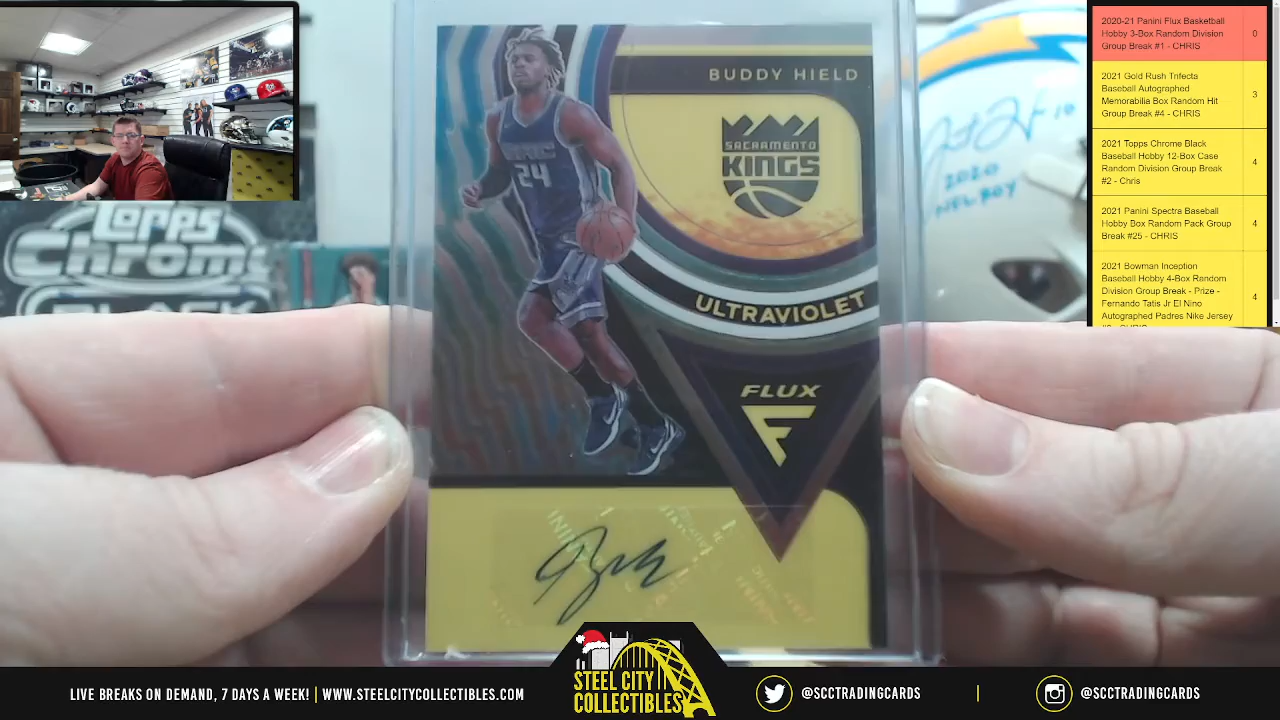 2020-21 Panini Flux Basketball
Hobby 3-Box Random Division
Group Break #1 - CHRIS
0
2021 Gold Rush Trifecta
Baseball Autographed
Memorabilia Box Random Hit
Group Break #4 - CHRIS
3
2021 Topps Chrome Black
Baseball Hobby 12-Box Case
Random Division Group Break
#2 - Chris
4
2021 Panini Spectra Baseball
Hobby Box Random Pack Group
Break #25 - CHRIS
4
2021 Bowman Inception
Baseball Hobby 4-Box Random
Division Group Break - Prize -
Fernando Tatis Jr El Nino
Autographed Padres Nike Jersey
4
BUDDY HIELD
SACRAMENTO
KINGS
SAC
24
ULTRAVIOLET
FLUX
F
Topps
Chrome
BLACK
10
2020
LIVE BREAKS ON DEMAND, 7 DAYS A WEEK! | WWW.STEELCITYCOLLECTIBLES.COM
STEEL CITY
COLLECTIBLES
@SCCTRADINGCARDS
@SCCTRADINGCARDS